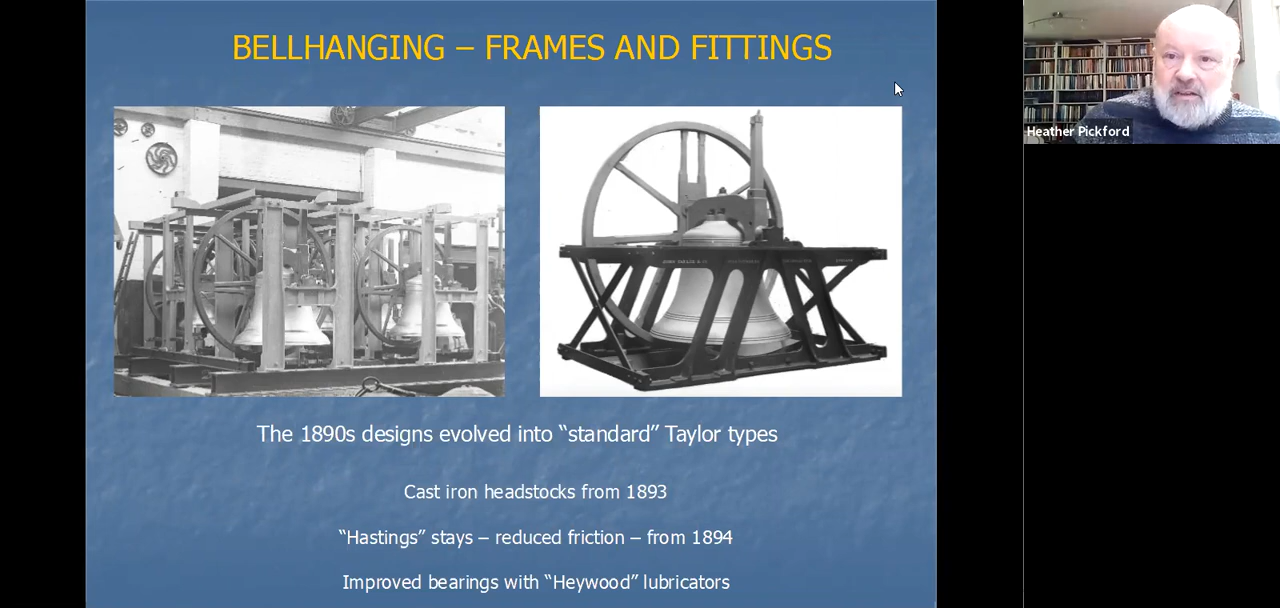 BELLHANGING – FRAMES AND FITTINGS
Heather Pickford
The 1890s designs evolved into “standard” Taylor types
Cast iron headstocks from 1893
“Hastings” stays – reduced friction – from 1894
Improved bearings with “Heywood” lubricators